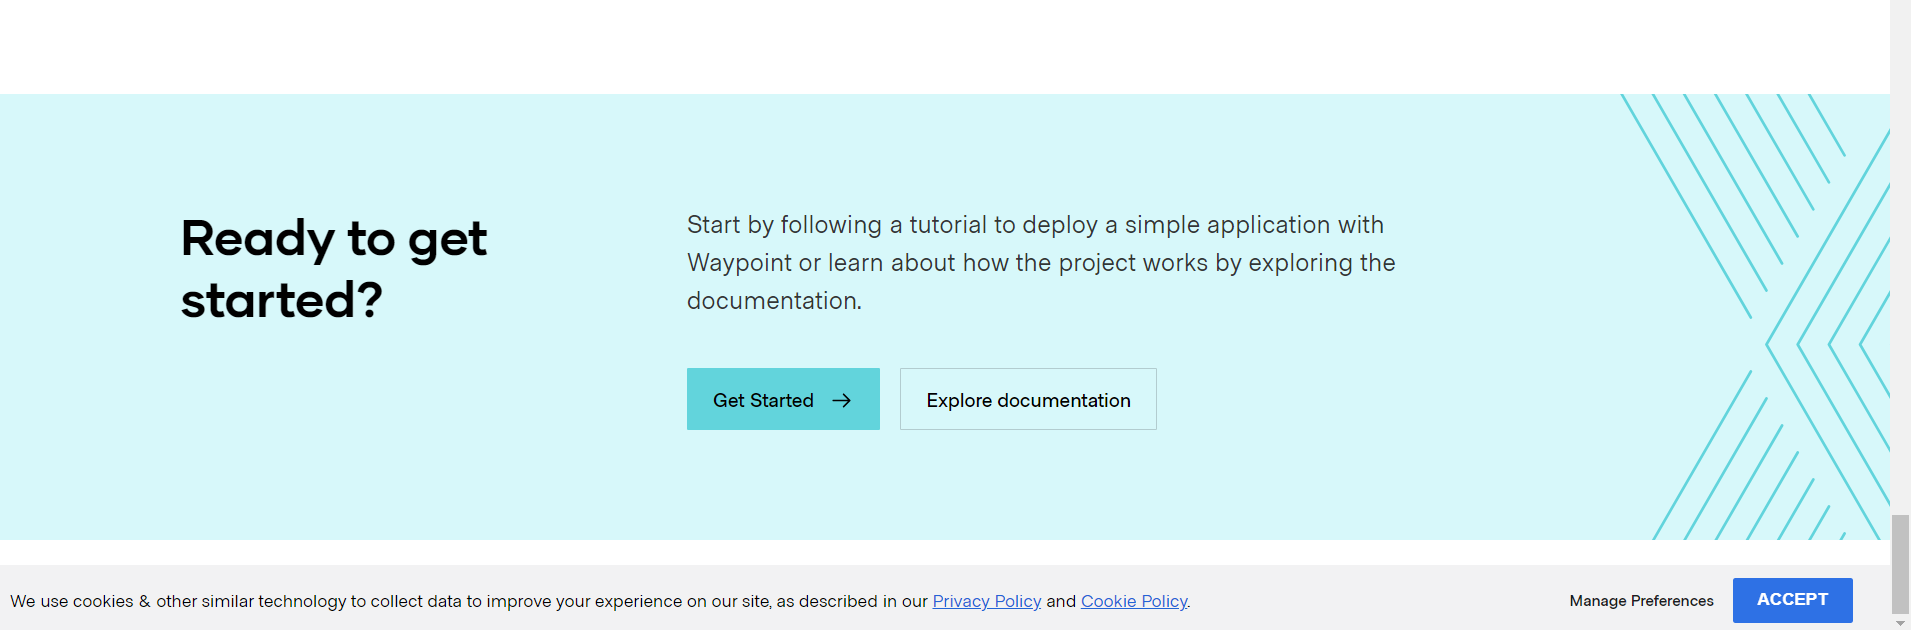 Ready to get
started?
Start by following a tutorial to deploy a simple application with
Waypoint or learn about how the project works by exploring the
documentation.
Get Started
Explore documentation
We use cookies & other similar technology to collect data to improve your experience on our site, as described in our Privacy Policy and Cookie Policy.
Manage Preferences
ACCEPT